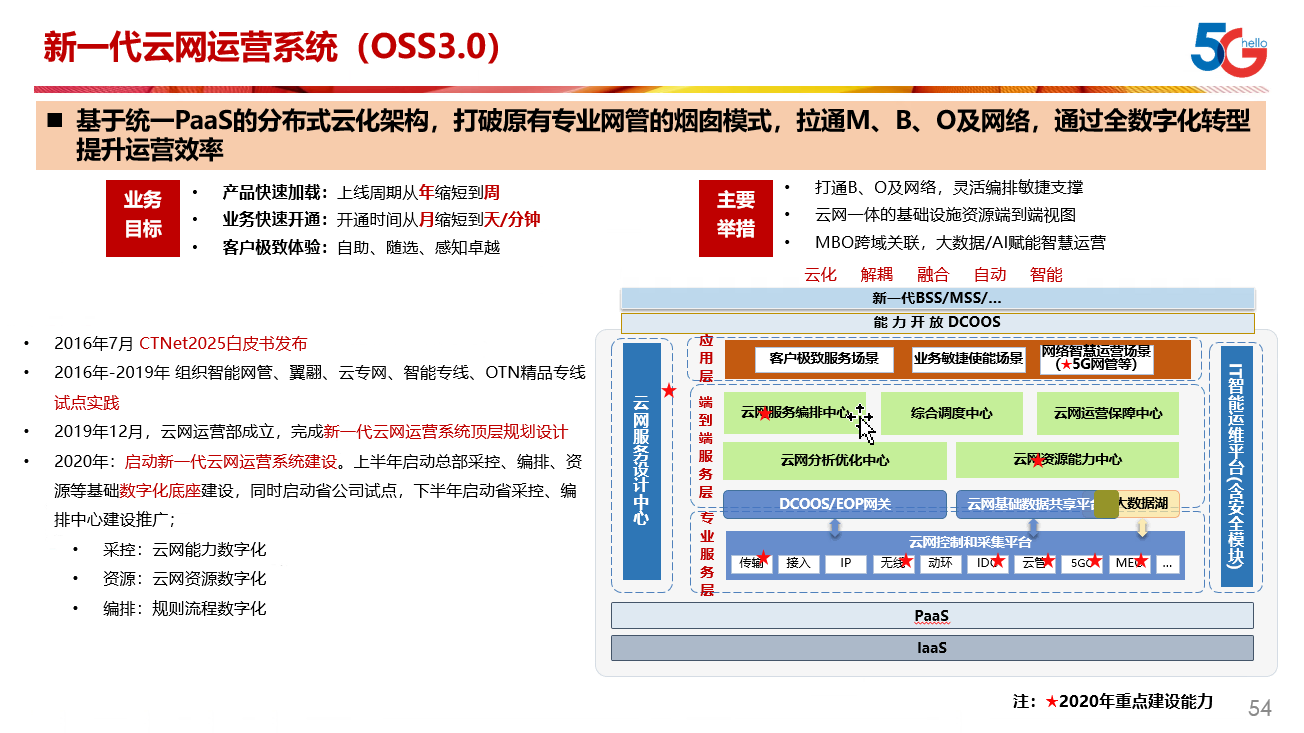 新一代云网运营系统（OSS3.0）
5G hello
■ 基于统一PaaS的分布式云化架构，打破原有专业网管的烟囱模式，拉通M、B、O及网络，通过全数字化转型
提升运营效率
业务
目标
• 产品快速加载：上线周期从年缩短到周
• 业务快速开通：开通时间从月缩短到天/分钟
• 客户极致体验：自助、随选、感知卓越
主要
举措
• 打通B、O及网络，灵活编排敏捷支撑
• 云网一体的基础设施资源端到端视图
• MBO跨域关联，大数据/AI赋能智慧运营
云化 解耦 融合 自动 智能
• 2016年7月 CTNet2025白皮书发布
• 2016年-2019年 组织智能网管、翼翮、云专网、智能专线、OTN精品专线
试点实践
• 2019年12月，云网运营部成立，完成新一代云网运营系统顶层规划设计
• 2020年：启动新一代云网运营系统建设。上半年启动总部采控、编排、资
源等基础数字化底座建设，同时启动省公司试点，下半年启动省采控、编
排中心建设推广；
• 采控：云网能力数字化
• 资源：云网资源数字化
• 编排：规则流程数字化
新一代BSS/MSS/...
能 力 开 放 DCOOS
云网服务设计中心
应用层
客户极致服务场景
业务敏捷使能场景
网络智慧运营场景
（★5G网管等）
端到端服务层
云网服务编排中心
综合调度中心
云网运营保障中心
云网分析优化中心
云网资源能力中心
DCOOS/EOP网关
云网基础数据共享平台
大数据湖
专业服务层
云网控制和采集平台
传输
接入
IP
无线
动环
IDC
云管
5GC
MEC
...
IT智能运维平台(含安全模块)
PaaS
IaaS
注：★2020年重点建设能力
54